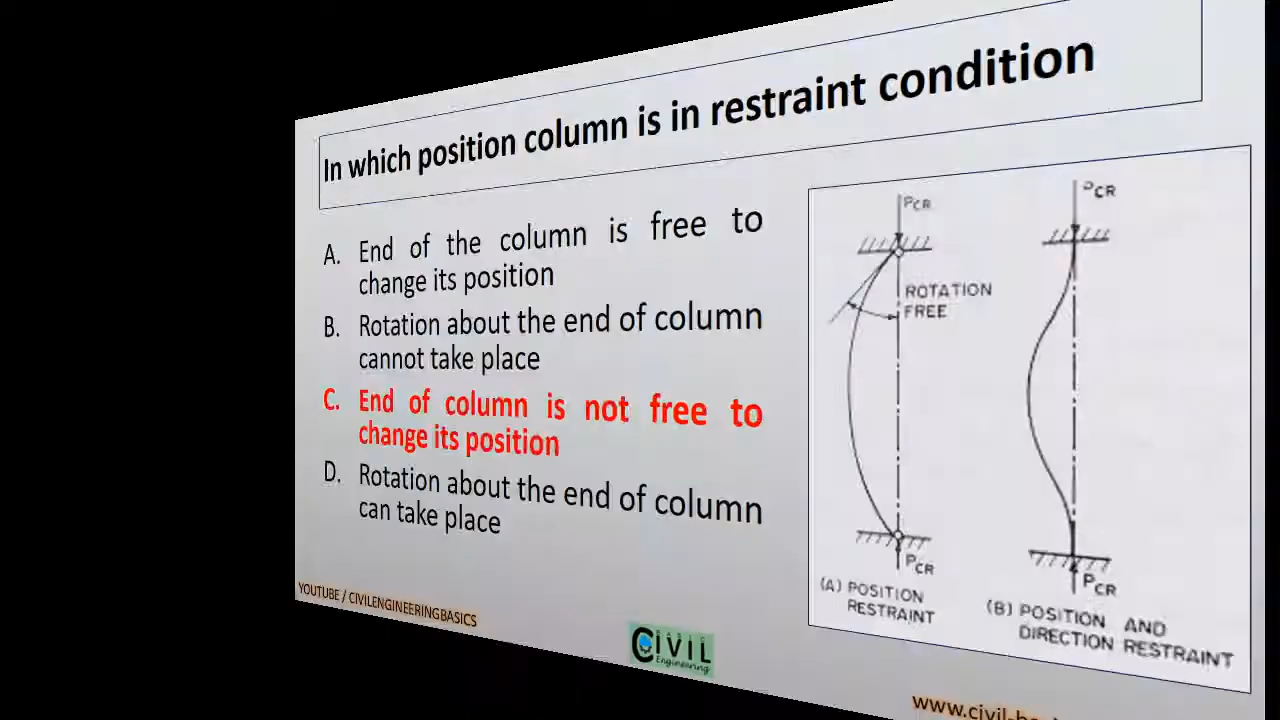 In which position column is in restraint condition
A. End of the column is free to
change its position
B. Rotation about the end of column
cannot take place
C. End of column is not free to
change its position
D. Rotation about the end of column
can take place
PCR
ROTATION
FREE
PCR
(A) POSITION
RESTRAINT
PCR
PCR
(B) POSITION AND
DIRECTION RESTRAINT
YOUTUBE / CIVILENGINEERINGBASICS
CIVIL
Engineering